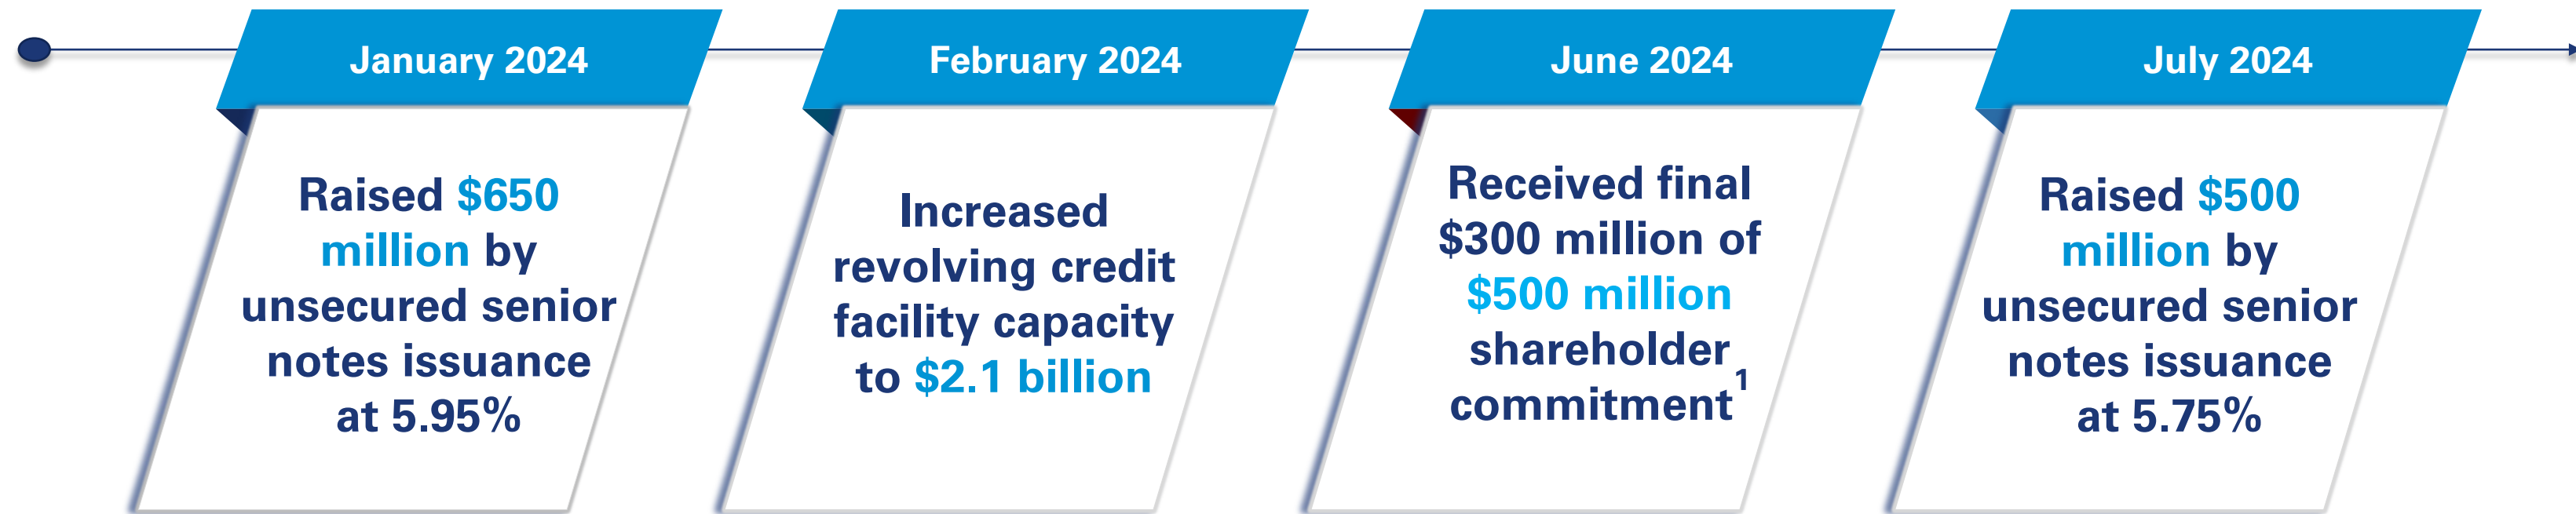 January 2024
Raised $650
million by
unsecured senior
notes issuance
at 5.95%
February 2024
Increased
revolving credit
facility capacity
to $2.1 billion
June 2024
Received final
$300 million of
$500 million
shareholder
commitment1
July 2024
Raised $500
million by
unsecured senior
notes issuance
at 5.75%